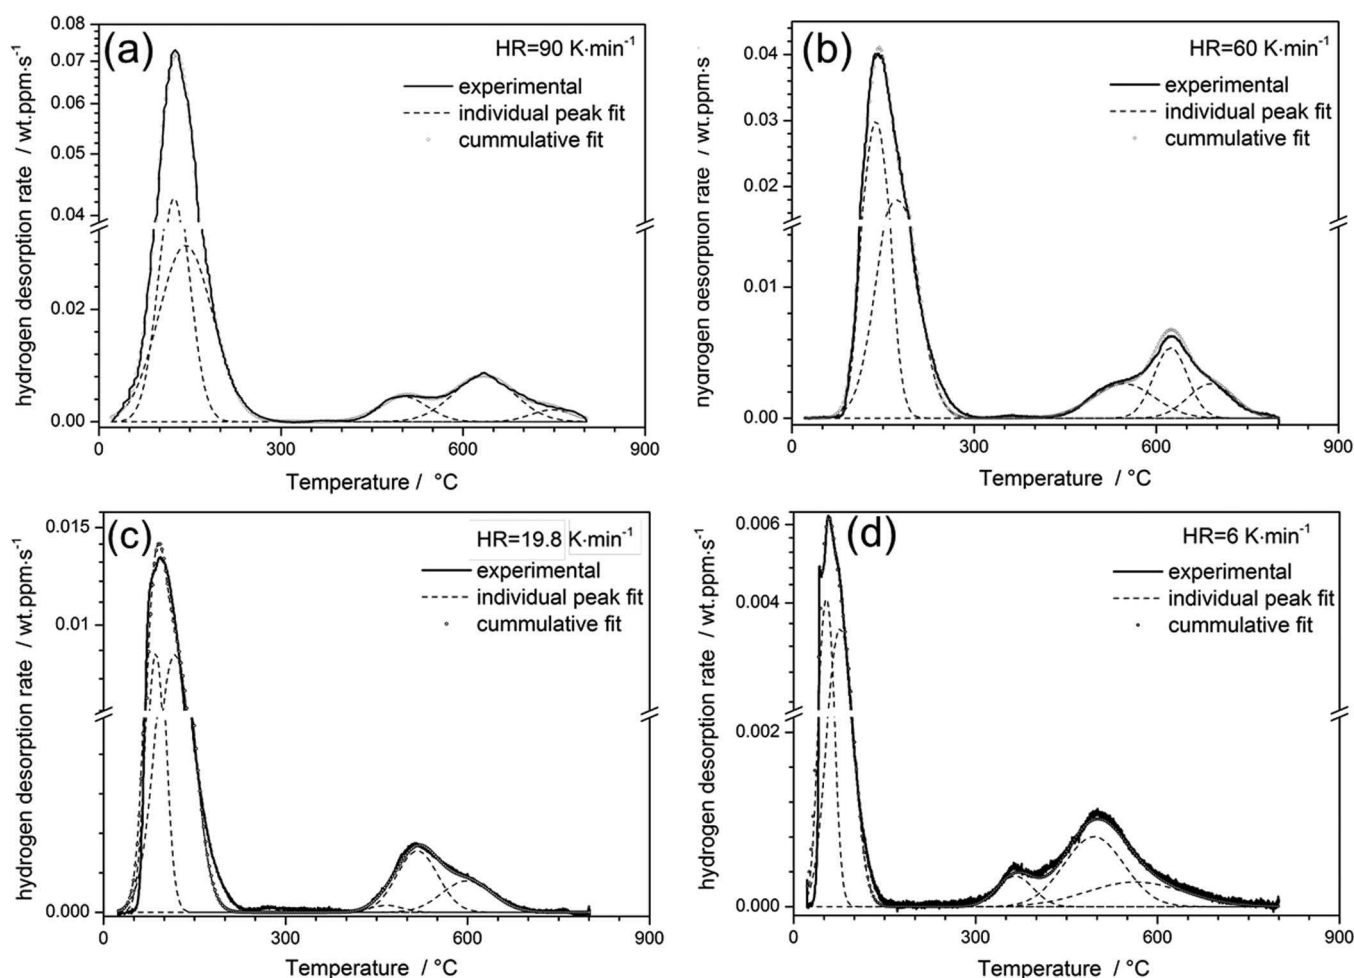 (a)
HR=90 K·min⁻¹
experimental
individual peak fit
cummulative fit
hydrogen desorption rate / wt.ppm·s⁻¹
0.08
0.07
0.06
0.05
0.04
0.02
0.00
0 300 600 900
Temperature / °C
(b)
HR=60 K·min⁻¹
experimental
individual peak fit
cummulative fit
nyarogen desorption rate / wt.ppm·s
0.04
0.03
0.02
0.01
0.00
0 300 600 900
Temperature / °C
(c)
HR=19.8 K·min⁻¹
experimental
individual peak fit
cummulative fit
hydrogen desorption rate / wt.ppm·s⁻¹
0.015
0.01
0.000
0 300 600 900
Temperature / °C
(d)
HR=6 K·min⁻¹
experimental
individual peak fit
cummulative fit
hydrogen desorption rate / wt.ppm·s⁻¹
0.006
0.004
0.002
0.000
0 300 600 900
Temperature / °C